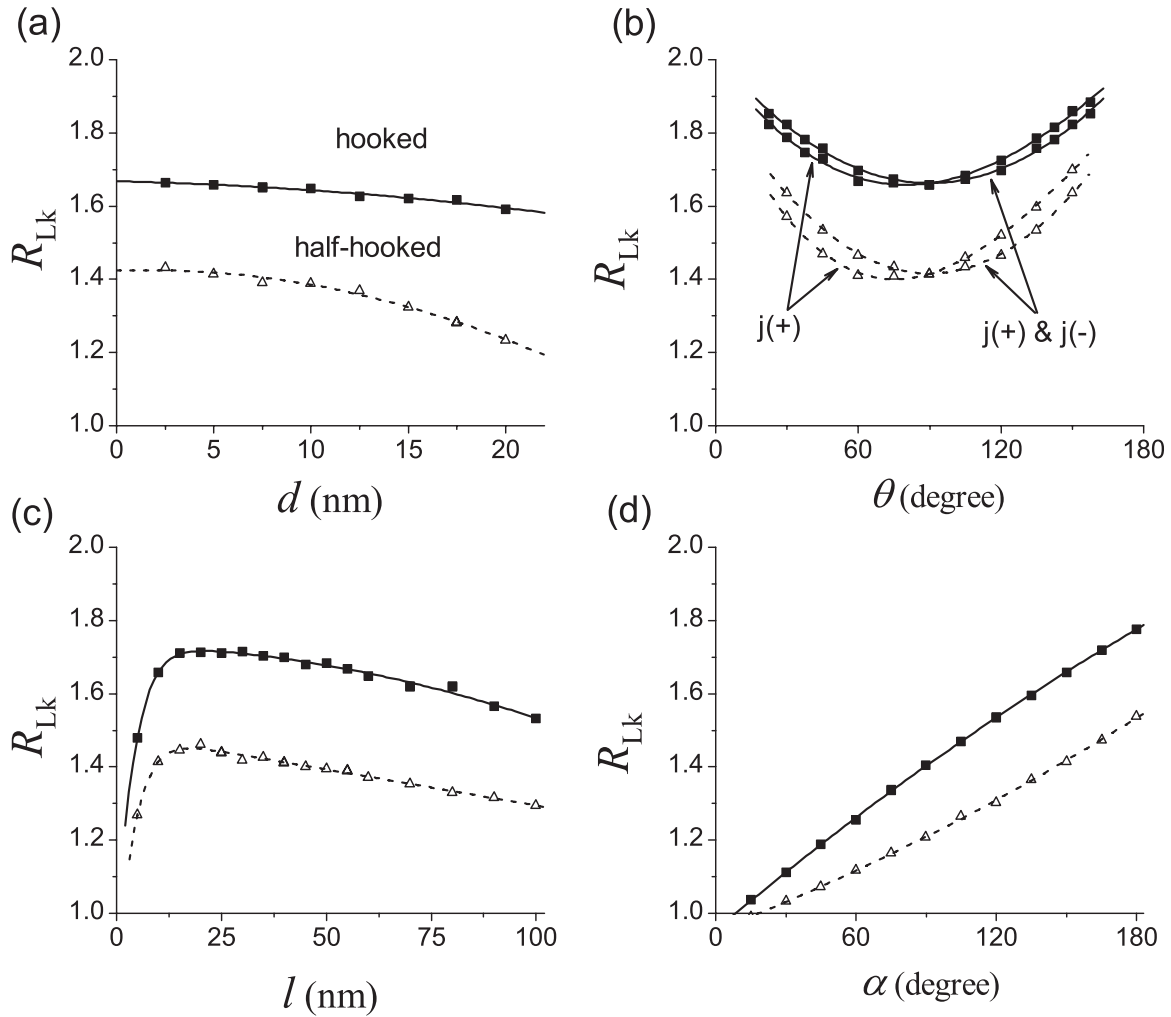 (a)
2.0
1.8
1.6
1.4
1.2
1.0
R_Lk
hooked
half-hooked
0 5 10 15 20
d (nm)
(b)
2.0
1.8
1.6
1.4
1.2
1.0
R_Lk
j(+)
j(+) & j(-)
0 60 120 180
θ (degree)
(c)
2.0
1.8
1.6
1.4
1.2
1.0
R_Lk
0 25 50 75 100
l (nm)
(d)
2.0
1.8
1.6
1.4
1.2
1.0
R_Lk
0 60 120 180
α (degree)